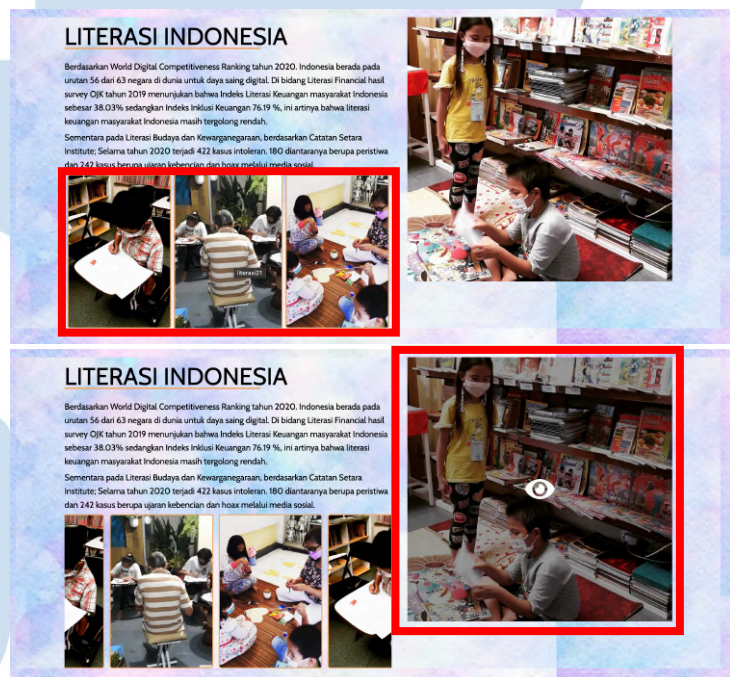 LITERASI INDONESIA
Berdasarkan World Digital Competitiveness Ranking tahun 2020. Indonesia berada pada
urutan 56 dari 63 negara di dunia untuk daya saing digital. Di bidang Literasi Financial hasil
survey OJK tahun 2019 menunjukan bahwa Indeks Literasi Keuangan masyarakat Indonesia
sebesar 38.03% sedangkan Indeks Inklusi Keuangan 76.19 %, ini artinya bahwa literasi
keuangan masyarakat Indonesia masih tergolong rendah.
Sementara pada Literasi Budaya dan Kewarganegaraan, berdasarkan Catatan Setara
Institute; Selama tahun 2020 terjadi 422 kasus intoleran. 180 diantaranya berupa peristiwa
dan 242 kasus berupa ujaran kebencian dan hoax melalui media sosial.
literasi21
LITERASI INDONESIA
Berdasarkan World Digital Competitiveness Ranking tahun 2020. Indonesia berada pada
urutan 56 dari 63 negara di dunia untuk daya saing digital. Di bidang Literasi Financial hasil
survey OJK tahun 2019 menunjukan bahwa Indeks Literasi Keuangan masyarakat Indonesia
sebesar 38.03% sedangkan Indeks Inklusi Keuangan 76.19 %, ini artinya bahwa literasi
keuangan masyarakat Indonesia masih tergolong rendah.
Sementara pada Literasi Budaya dan Kewarganegaraan, berdasarkan Catatan Setara
Institute; Selama tahun 2020 terjadi 422 kasus intoleran. 180 diantaranya berupa peristiwa
dan 242 kasus berupa ujaran kebencian dan hoax melalui media sosial.